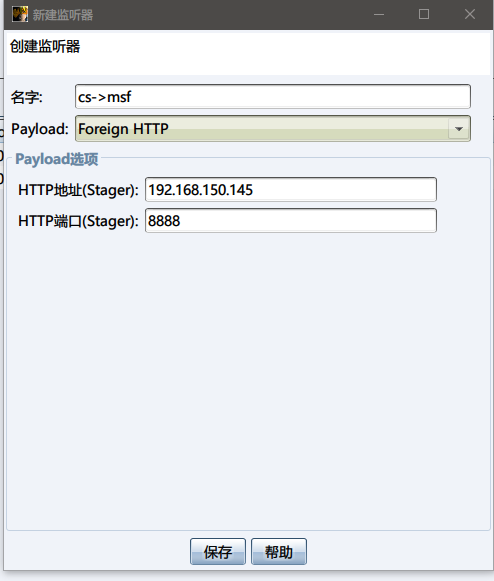 新建监听器
创建监听器
名字: cs->msf
Payload: Foreign HTTP
Payload选项
HTTP地址(Stager): 192.168.150.145
HTTP端口(Stager): 8888
保存 帮助